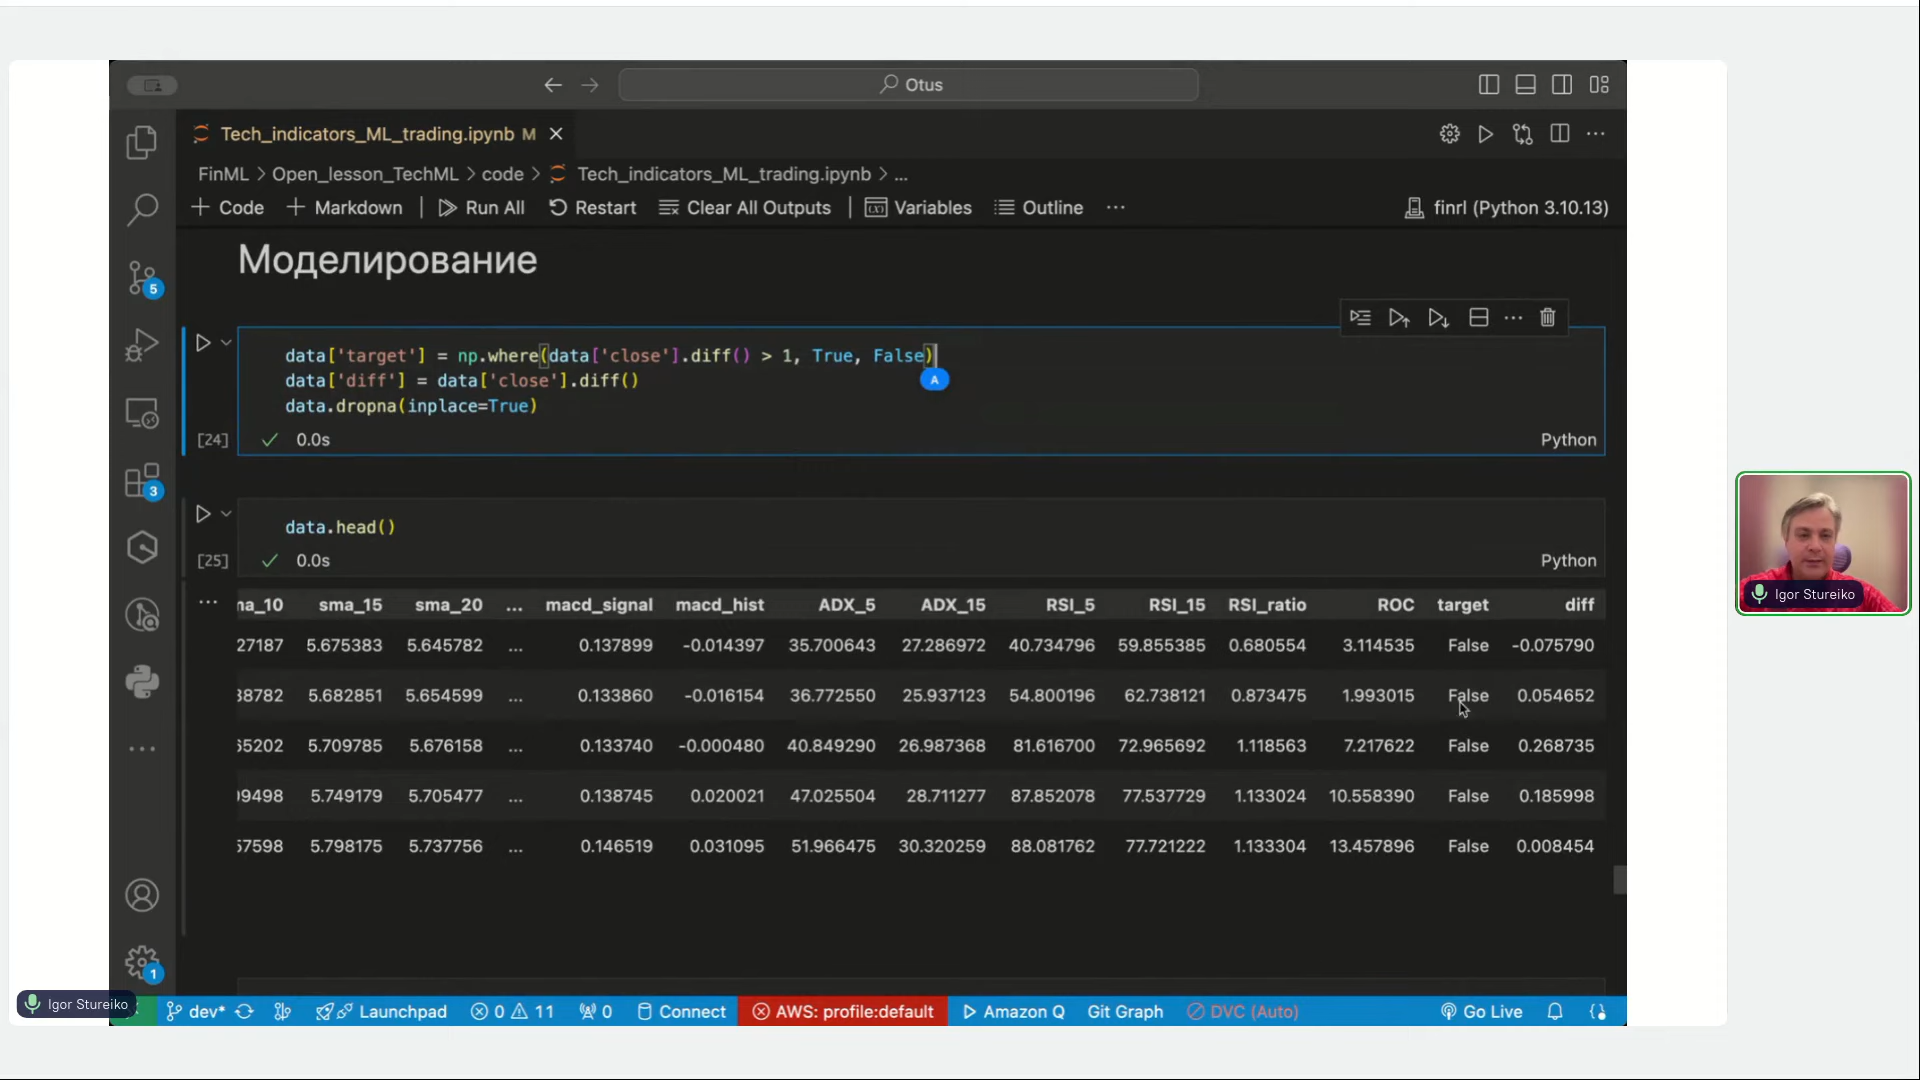 Otus
Tech_indicators_ML_trading.ipynb M
FinML > Open_lesson_TechML > code > Tech_indicators_ML_trading.ipynb > ...
+ Code + Markdown Run All Restart Clear All Outputs Variables Outline ... finrl (Python 3.10.13)
Моделирование
data['target'] = np.where(data['close'].diff() > 1, True, False)
A
data['diff'] = data['close'].diff()
data.dropna(inplace=True)
[24] 0.0s Python
data.head()
[25] 0.0s Python
na_10 sma_15 sma_20 ... macd_signal macd_hist ADX_5 ADX_15 RSI_5 RSI_15 RSI_ratio ROC target diff
27187 5.675383 5.645782 ... 0.137899 -0.014397 35.700643 27.286972 40.734796 59.855385 0.680554 3.114535 False -0.075790
38782 5.682851 5.654599 ... 0.133860 -0.016154 36.772550 25.937123 54.800196 62.738121 0.873475 1.993015 False 0.054652
65202 5.709785 5.676158 ... 0.133740 -0.000480 40.849290 26.987368 81.616700 72.965692 1.118563 7.217622 False 0.268735
09498 5.749179 5.705477 ... 0.138745 0.020021 47.025504 28.711277 87.852078 77.537729 1.133024 10.558390 False 0.185998
57598 5.798175 5.737756 ... 0.146519 0.031095 51.966475 30.320259 88.081762 77.721222 1.133304 13.457896 False 0.008454
5
3
1
Igor Stureiko
Igor Stureiko
dev* Launchpad 0 11 0 Connect AWS: profile:default Amazon Q Git Graph DVC (Auto) Go Live